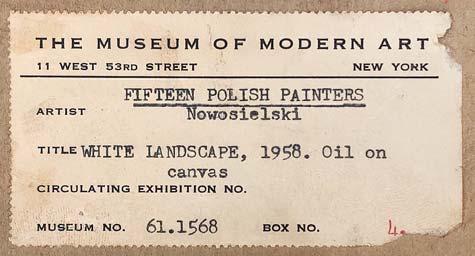 THE MUSEUM OF MODERN ART
11 WEST 53RD STREET NEW YORK
FIFTEEN POLISH PAINTERS
ARTIST Nowosielski
TITLE WHITE LANDSCAPE, 1958. Oil on
canvas
CIRCULATING EXHIBITION NO.
MUSEUM NO. 61.1568 BOX NO. 4.